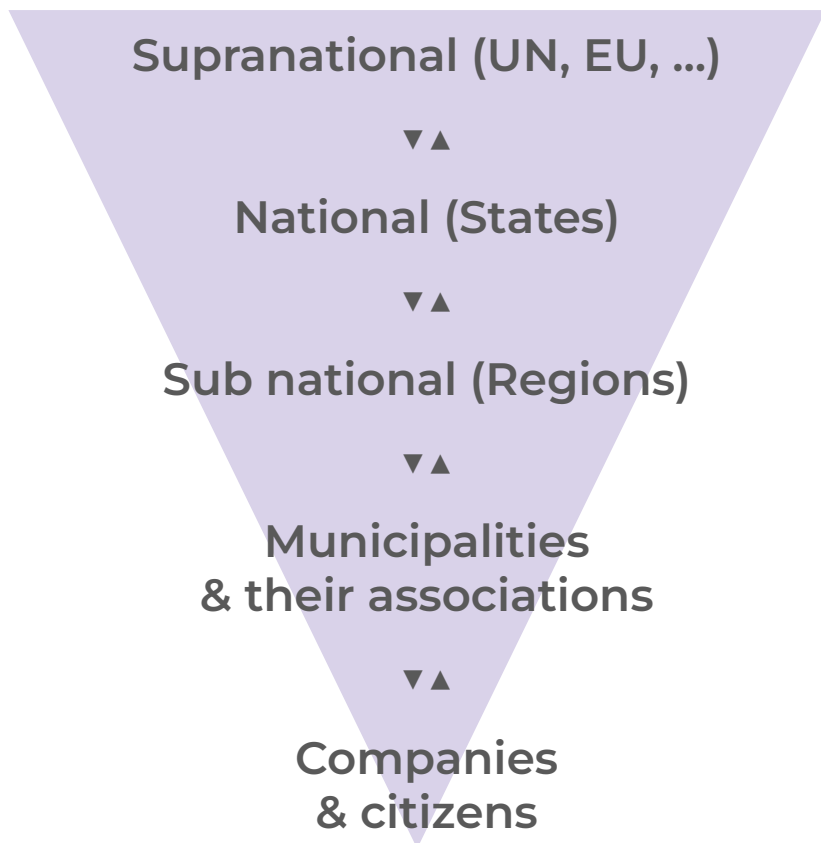 Supranational (UN, EU, ...)
▼▲
National (States)
▼▲
Sub national (Regions)
▼▲
Municipalities
& their associations
▼▲
Companies
& citizens